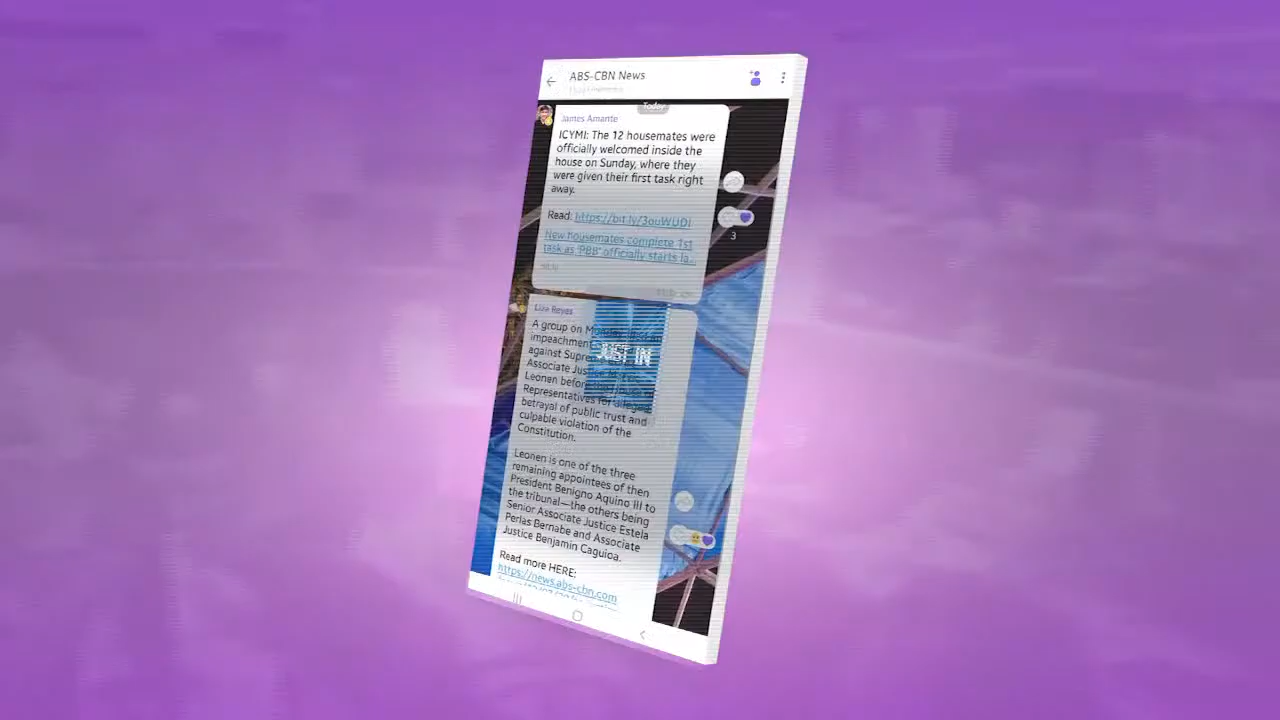 ABS-CBN News
Today
James Amante
ICYMI: The 12 housemates were
officially welcomed inside the
house on Sunday, where they
were given their first task right
away.
Read: https://bit.ly/3ouWUDi
New housemates complete 1st
task as 'PBB' officially starts la...
3
Liza Reyes
A group on
impeachment
against
Associate
Leonen
Representatives for
betrayal of public trust and
culpable violation of the
Constitution.
JUST IN
Leonen is one of the three
remaining appointees of then
President Benigno Aquino III to
the tribunal—the others being
Senior Associate Justice Estela
Perlas Bernabe and Associate
Justice Benjamin Caguioa.
Read more HERE:
https://news.abs-cbn.com